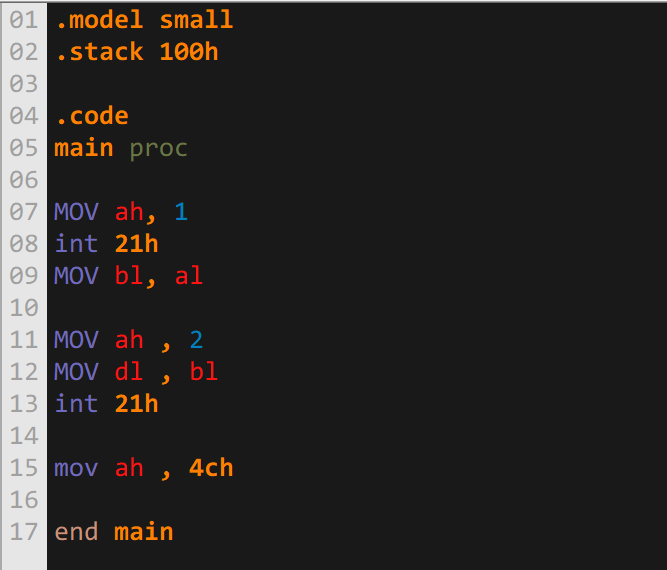 01 .model small
02 .stack 100h
03
04 .code
05 main proc
06
07 MOV ah, 1
08 int 21h
09 MOV bl, al
10
11 MOV ah , 2
12 MOV dl , bl
13 int 21h
14
15 mov ah , 4ch
16
17 end main